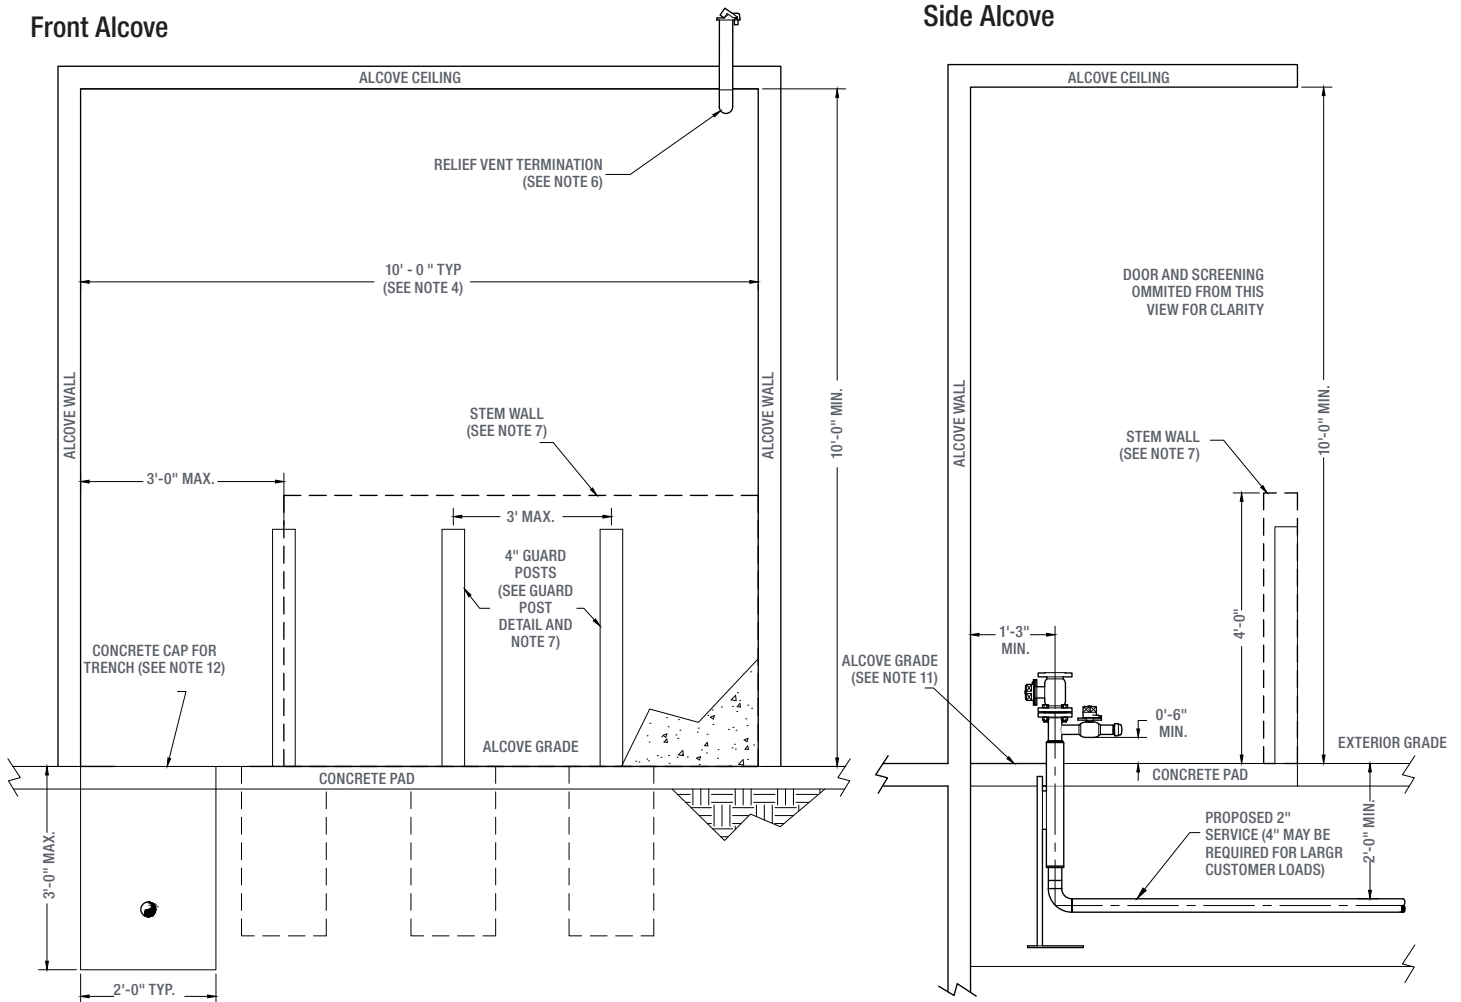 Front Alcove
ALCOVE CEILING
RELIEF VENT TERMINATION
(SEE NOTE 6)
10' - 0 " TYP
(SEE NOTE 4)
ALCOVE WALL
ALCOVE WALL
10'-0" MIN.
STEM WALL
(SEE NOTE 7)
3'-0" MAX.
3' MAX.
4" GUARD
POSTS
(SEE GUARD
POST
DETAIL AND
NOTE 7)
CONCRETE CAP FOR
TRENCH (SEE NOTE 12)
ALCOVE GRADE
CONCRETE PAD
3'-0" MAX.
2'-0" TYP.
Side Alcove
ALCOVE CEILING
DOOR AND SCREENING
OMMITED FROM THIS
VIEW FOR CLARITY
ALCOVE WALL
10'-0" MIN.
STEM WALL
(SEE NOTE 7)
4'-0"
1'-3"
MIN.
ALCOVE GRADE
(SEE NOTE 11)
0'-6"
MIN.
EXTERIOR GRADE
CONCRETE PAD
PROPOSED 2"
SERVICE (4" MAY BE
REQUIRED FOR LARGR
CUSTOMER LOADS)
2'-0" MIN.